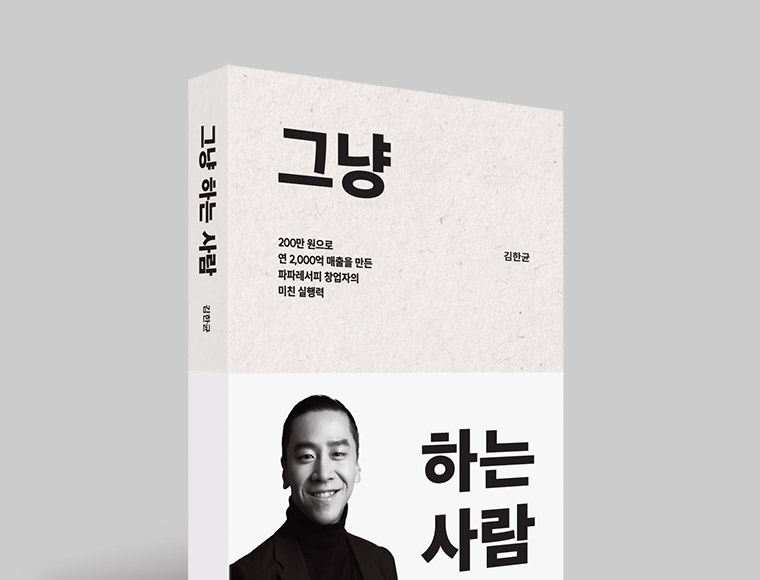 그냥 하는 사람
김한균
그냥
200만 원으로
연 2,000억 매출을 만든
파파레서피 창업자의
미친 실행력
김한균
하는
사람